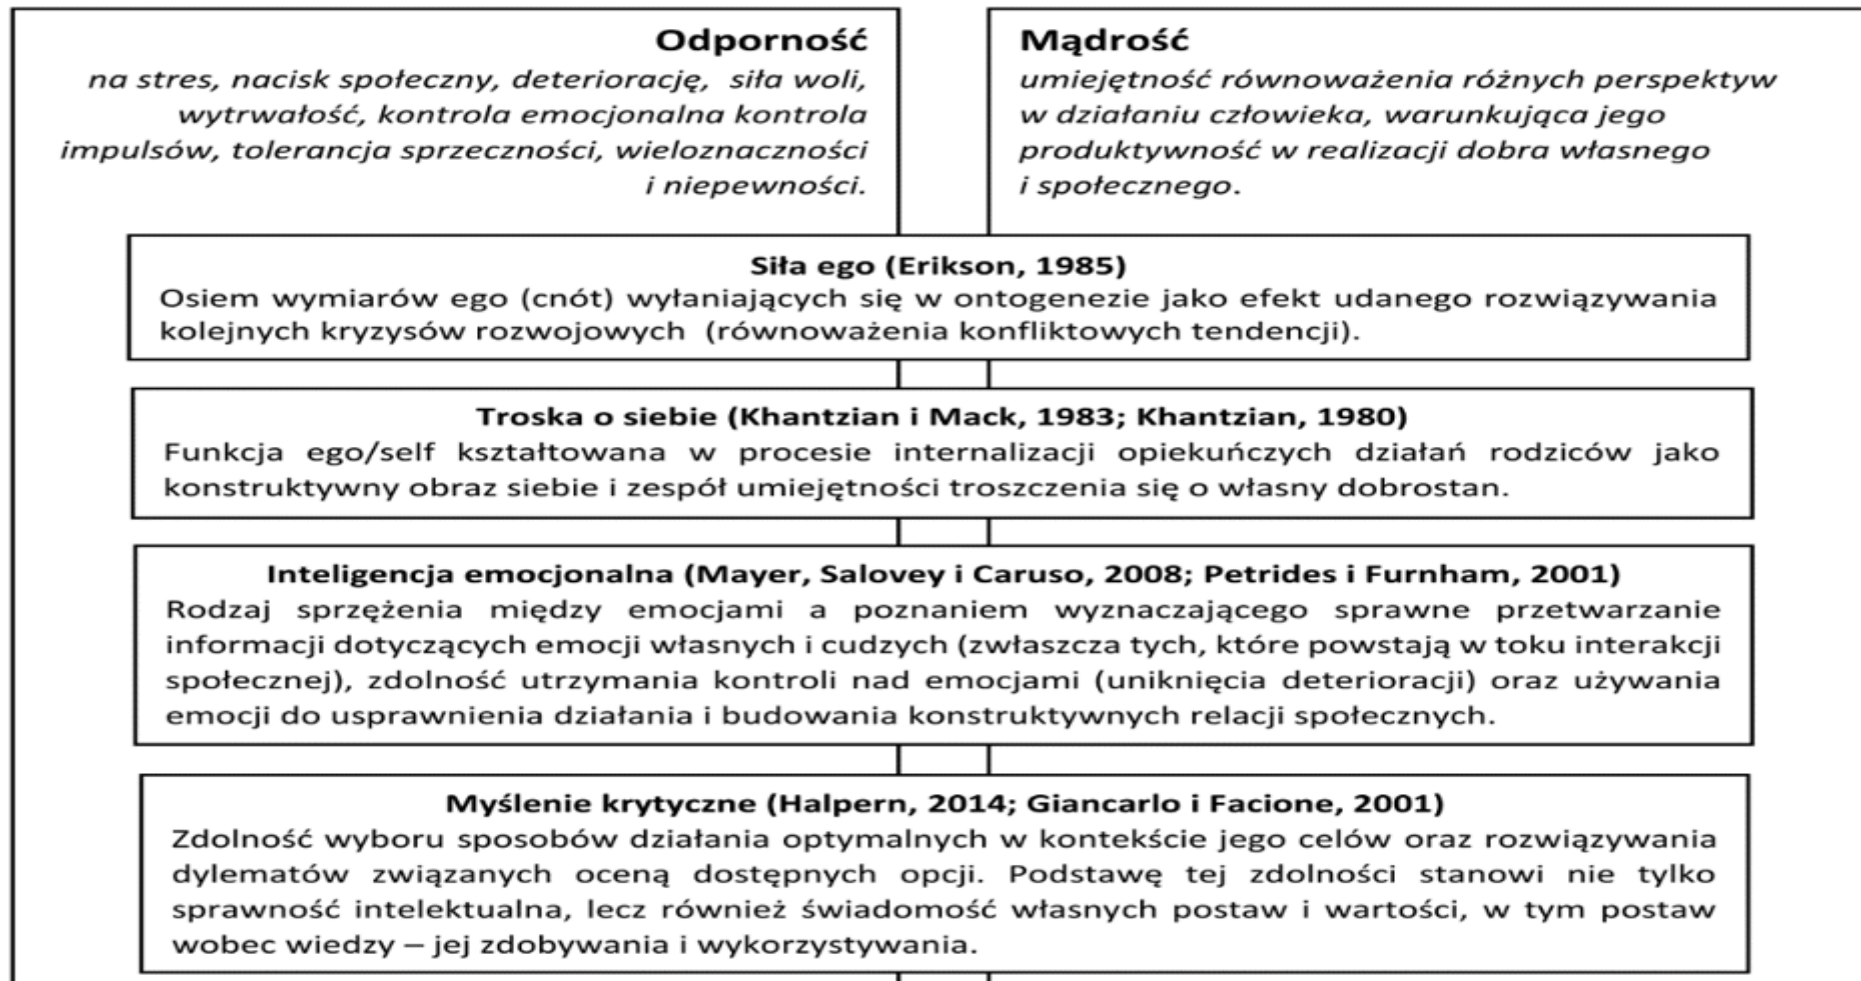 Odporność
na stres, nacisk społeczny, deteriorację, siła woli,
wytrwałość, kontrola emocjonalna kontrola
impulsów, tolerancja sprzeczności, wieloznaczności
i niepewności.
Mądrość
umiejętność równoważenia różnych perspektyw
w działaniu człowieka, warunkująca jego
produktywność w realizacji dobra własnego
i społecznego.
Siła ego (Erikson, 1985)
Osiem wymiarów ego (cnót) wyłaniających się w ontogenezie jako efekt udanego rozwiązywania
kolejnych kryzysów rozwojowych (równoważenia konfliktowych tendencji).
Troska o siebie (Khantzian i Mack, 1983; Khantzian, 1980)
Funkcja ego/self kształtowana w procesie internalizacji opiekuńczych działań rodziców jako
konstruktywny obraz siebie i zespół umiejętności troszczenia się o własny dobrostan.
Inteligencja emocjonalna (Mayer, Salovey i Caruso, 2008; Petrides i Furnham, 2001)
Rodzaj sprzężenia między emocjami a poznaniem wyznaczającego sprawne przetwarzanie
informacji dotyczących emocji własnych i cudzych (zwłaszcza tych, które powstają w toku interakcji
społecznej), zdolność utrzymania kontroli nad emocjami (uniknięcia deterioracji) oraz używania
emocji do usprawnienia działania i budowania konstruktywnych relacji społecznych.
Myślenie krytyczne (Halpern, 2014; Giancarlo i Facione, 2001)
Zdolność wyboru sposobów działania optymalnych w kontekście jego celów oraz rozwiązywania
dylematów związanych oceną dostępnych opcji. Podstawę tej zdolności stanowi nie tylko
sprawność intelektualna, lecz również świadomość własnych postaw i wartości, w tym postaw
wobec wiedzy – jej zdobywania i wykorzystywania.